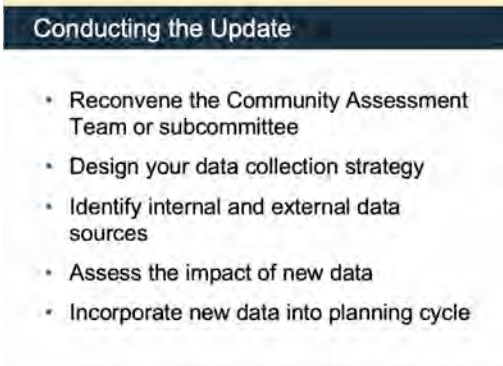 Conducting the Update
• Reconvene the Community Assessment
Team or subcommittee
• Design your data collection strategy
• Identify internal and external data
sources
• Assess the impact of new data
• Incorporate new data into planning cycle